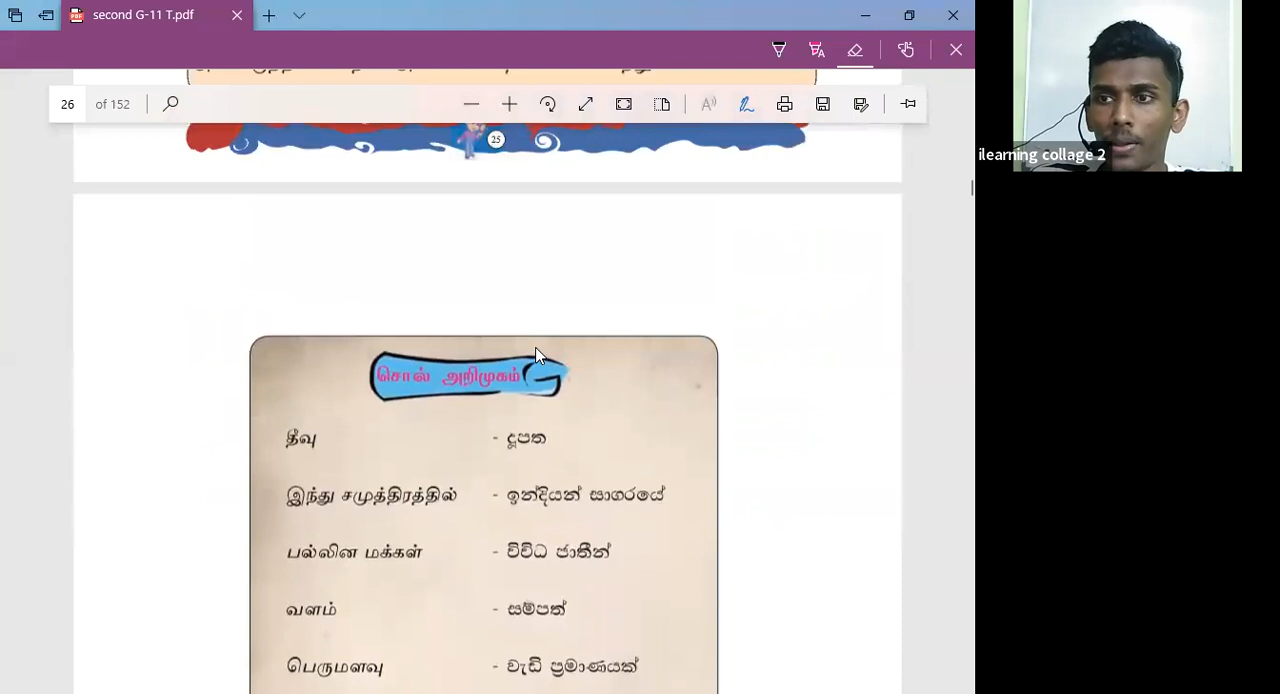 second G-11 T.pdf
26 of 152
25
ilearning collage 2
சொல் அறிமுகம்
தீவு - දූපත
இந்து சமுத்திரத்தில் - ඉන්දියන් සාගරයේ
பல்லின மக்கள் - විවිධ ජාතීන්
வளம் - සම්පත්
பெருமளவு - වැඩි ප්‍රමාණයක්